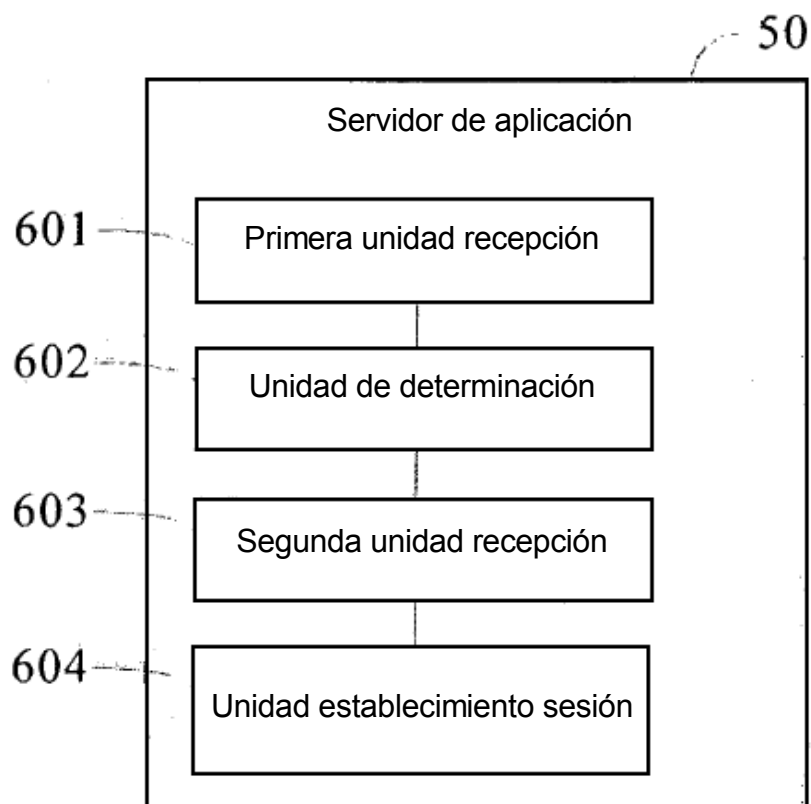 50
Servidor de aplicación
601
Primera unidad recepción
602
Unidad de determinación
603
Segunda unidad recepción
604
Unidad establecimiento sesión